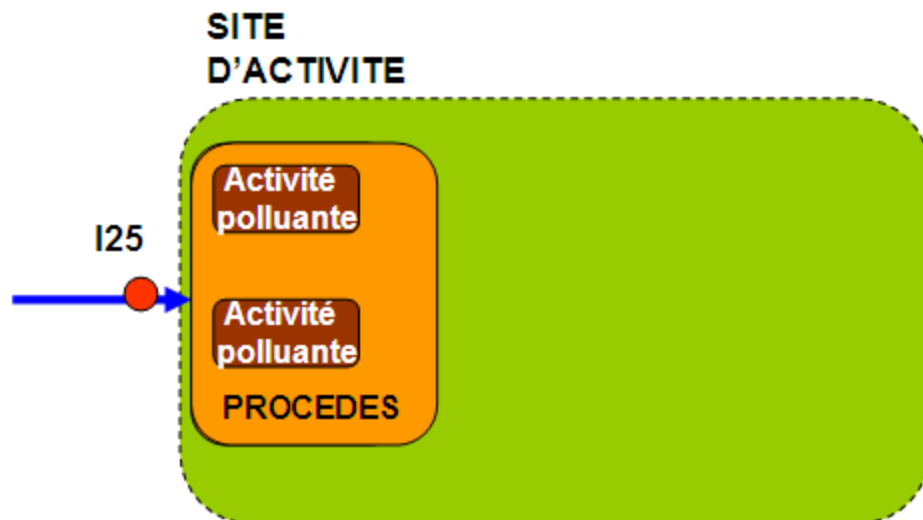 SITE
D'ACTIVITE
Activité
polluante
I25
Activité
polluante
PROCEDES